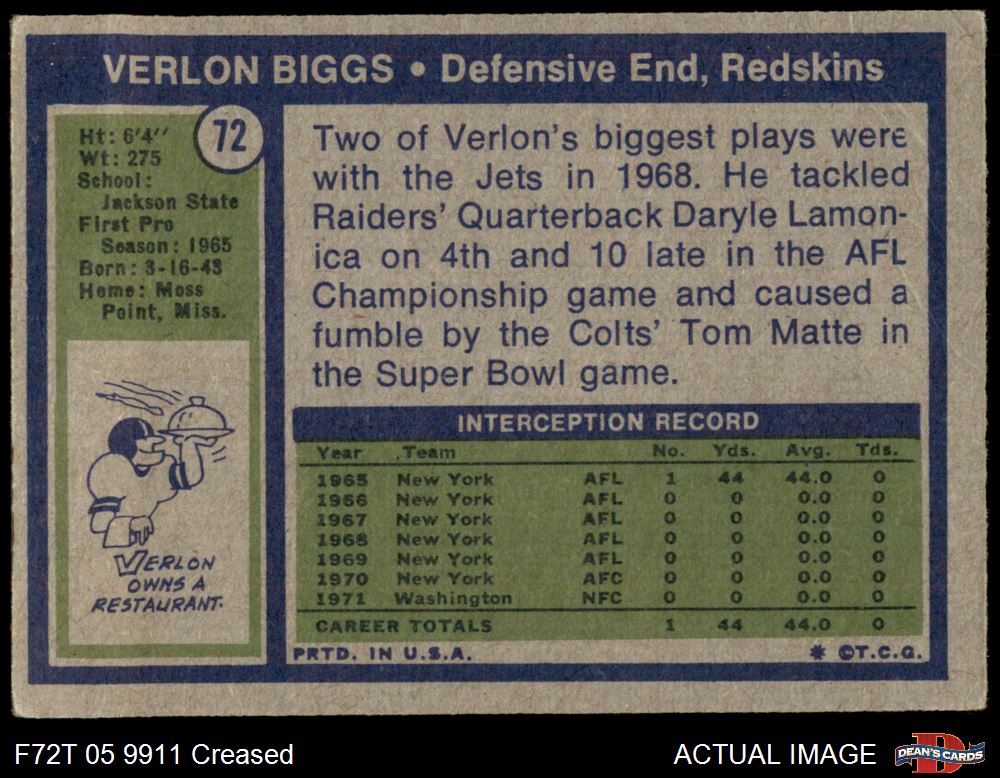 VERLON BIGGS • Defensive End, Redskins
72
Ht: 6'4''
Wt: 275
School:
Jackson State
First Pro
Season: 1965
Born: 3-16-43
Home: Moss
Point, Miss.
VERLON
OWNS A
RESTAURANT.
Two of Verlon's biggest plays were
with the Jets in 1968. He tackled
Raiders' Quarterback Daryle Lamon-
ica on 4th and 10 late in the AFL
Championship game and caused a
fumble by the Colts' Tom Matte in
the Super Bowl game.
INTERCEPTION RECORD
Year Team No. Yds. Avg. Tds.
1965 New York AFL 1 44 44.0 0
1966 New York AFL 0 0 0.0 0
1967 New York AFL 0 0 0.0 0
1968 New York AFL 0 0 0.0 0
1969 New York AFL 0 0 0.0 0
1970 New York AFC 0 0 0.0 0
1971 Washington NFC 0 0 0.0 0
CAREER TOTALS 1 44 44.0 0
PRTD. IN U.S.A. * ©T.C.G.
F72T 05 9911 Creased ACTUAL IMAGE
D
DEAN'S CARDS